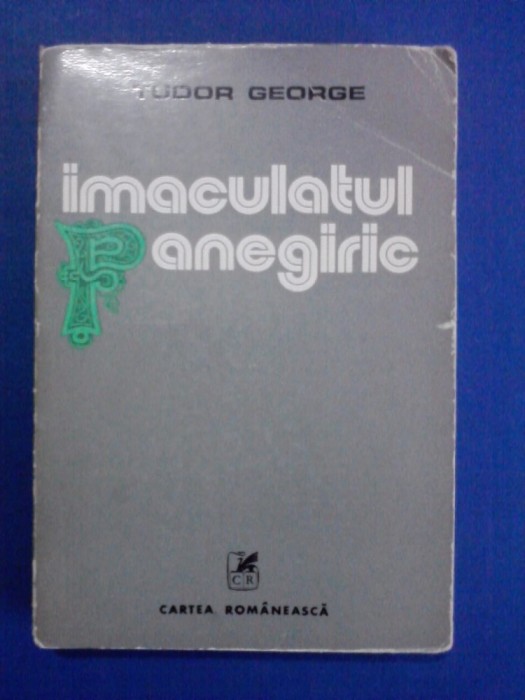 TUDOR GEORGE
imaculatul
Panegiric
CR
CARTEA ROMÂNEASCĂ